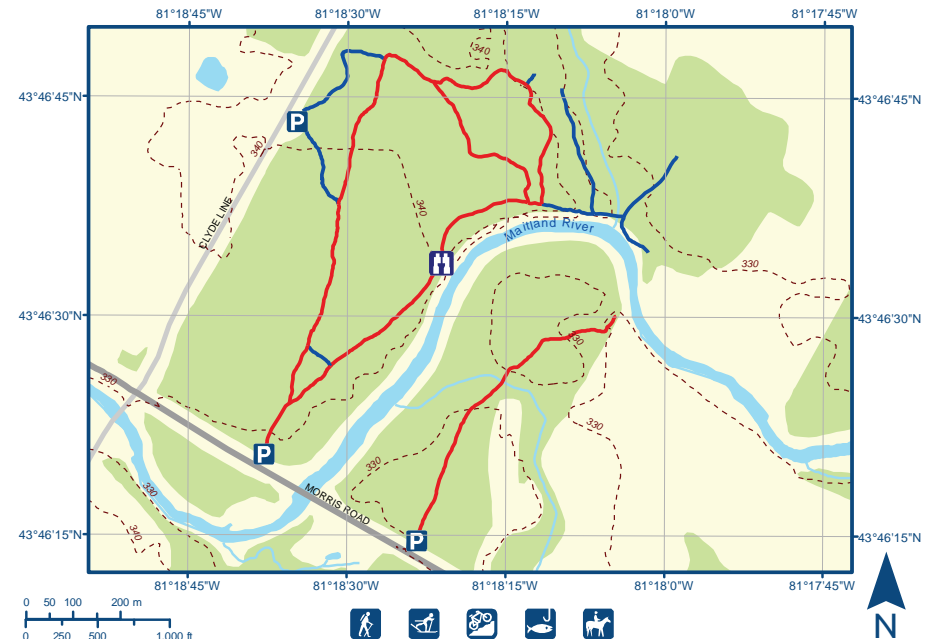 81°18'45"W 81°18'30"W 81°18'15"W 81°18'0"W 81°17'45"W
340
43°46'45"N 43°46'45"N
P
340
340
CLYDE LINE
Maitland River
330
43°46'30"N 43°46'30"N
330
330
330
P
330
330
MORRIS ROAD
340
43°46'15"N P 43°46'15"N
81°18'45"W 81°18'30"W 81°18'15"W 81°18'0"W 81°17'45"W
0 50 100 200 m
0 250 500 1,000 ft
N